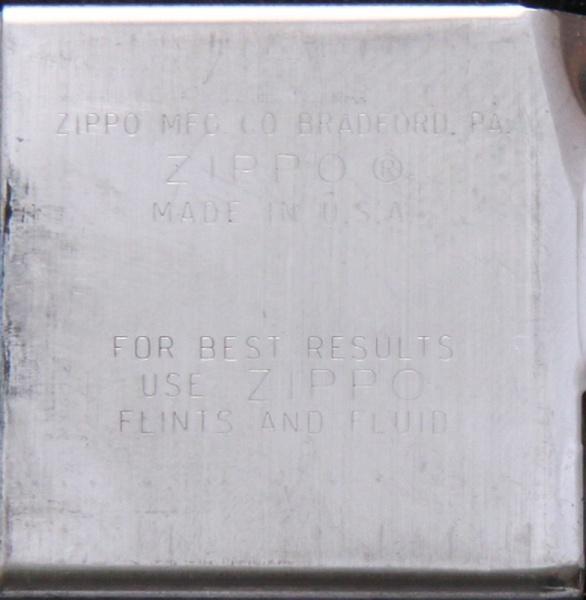 ZIPPO MFG. CO BRADFORD, PA.
ZIPPO ®
MADE IN U.S.A
FOR BEST RESULTS
USE ZIPPO
FLINTS AND FLUID